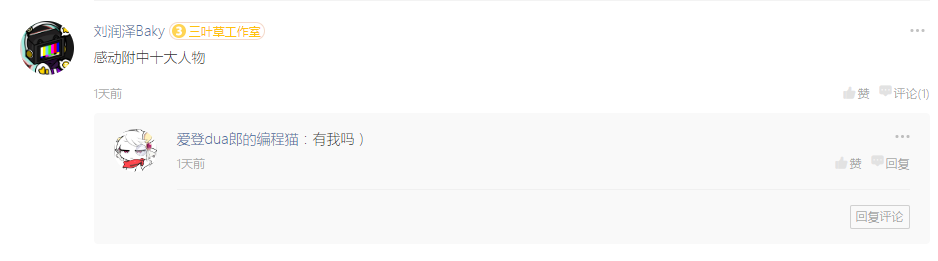 刘润泽Baky 3 三叶草工作室
感动附中十大人物
1天前 赞 评论(1)
爱登dua郎的编程猫：有我吗）
1天前 赞 回复
回复评论